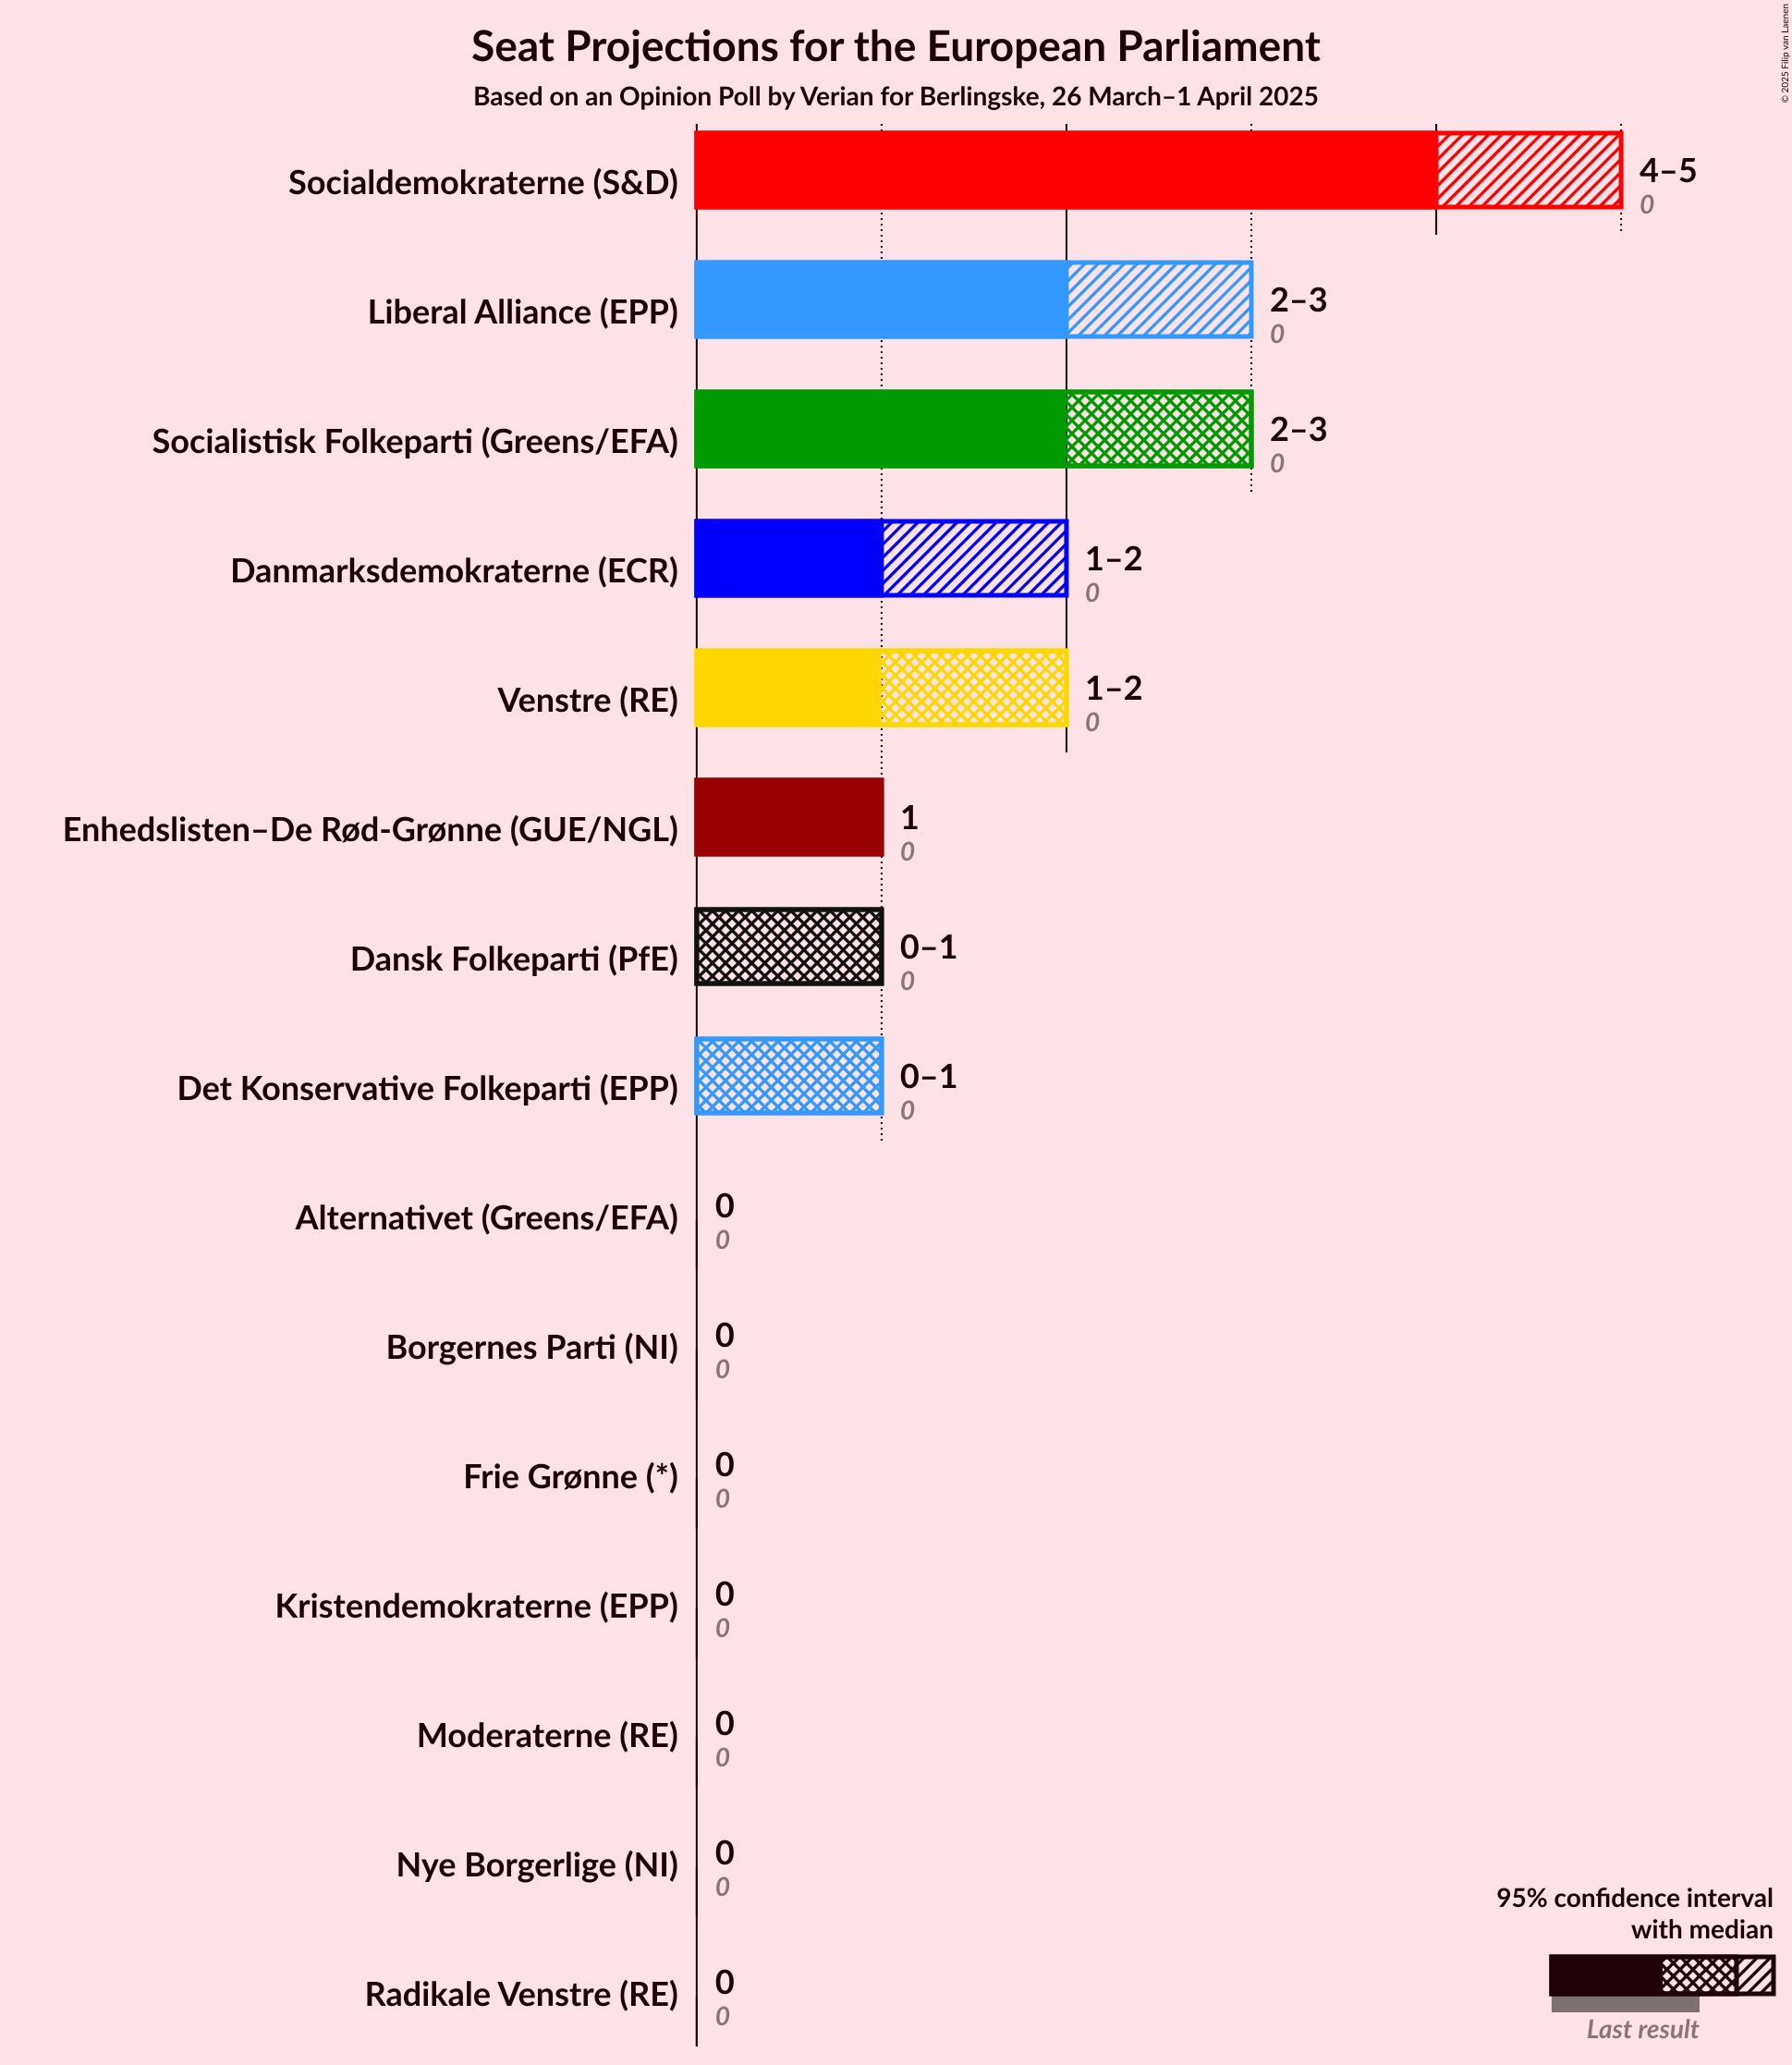 Seat Projections for the European Parliament
Based on an Opinion Poll by Verian for Berlingske, 26 March–1 April 2025
© 2025 Filip van Laenen
Socialdemokraterne (S&D)
4–5
0
Liberal Alliance (EPP)
2–3
0
Socialistisk Folkeparti (Greens/EFA)
2–3
0
Danmarksdemokraterne (ECR)
1–2
0
Venstre (RE)
1–2
0
Enhedslisten–De Rød-Grønne (GUE/NGL)
1
0
Dansk Folkeparti (PfE)
0–1
0
Det Konservative Folkeparti (EPP)
0–1
0
Alternativet (Greens/EFA)
0
0
Borgernes Parti (NI)
0
0
Frie Grønne (*)
0
0
Kristendemokraterne (EPP)
0
0
Moderaterne (RE)
0
0
Nye Borgerlige (NI)
0
0
Radikale Venstre (RE)
0
0
95% confidence interval
with median
Last result